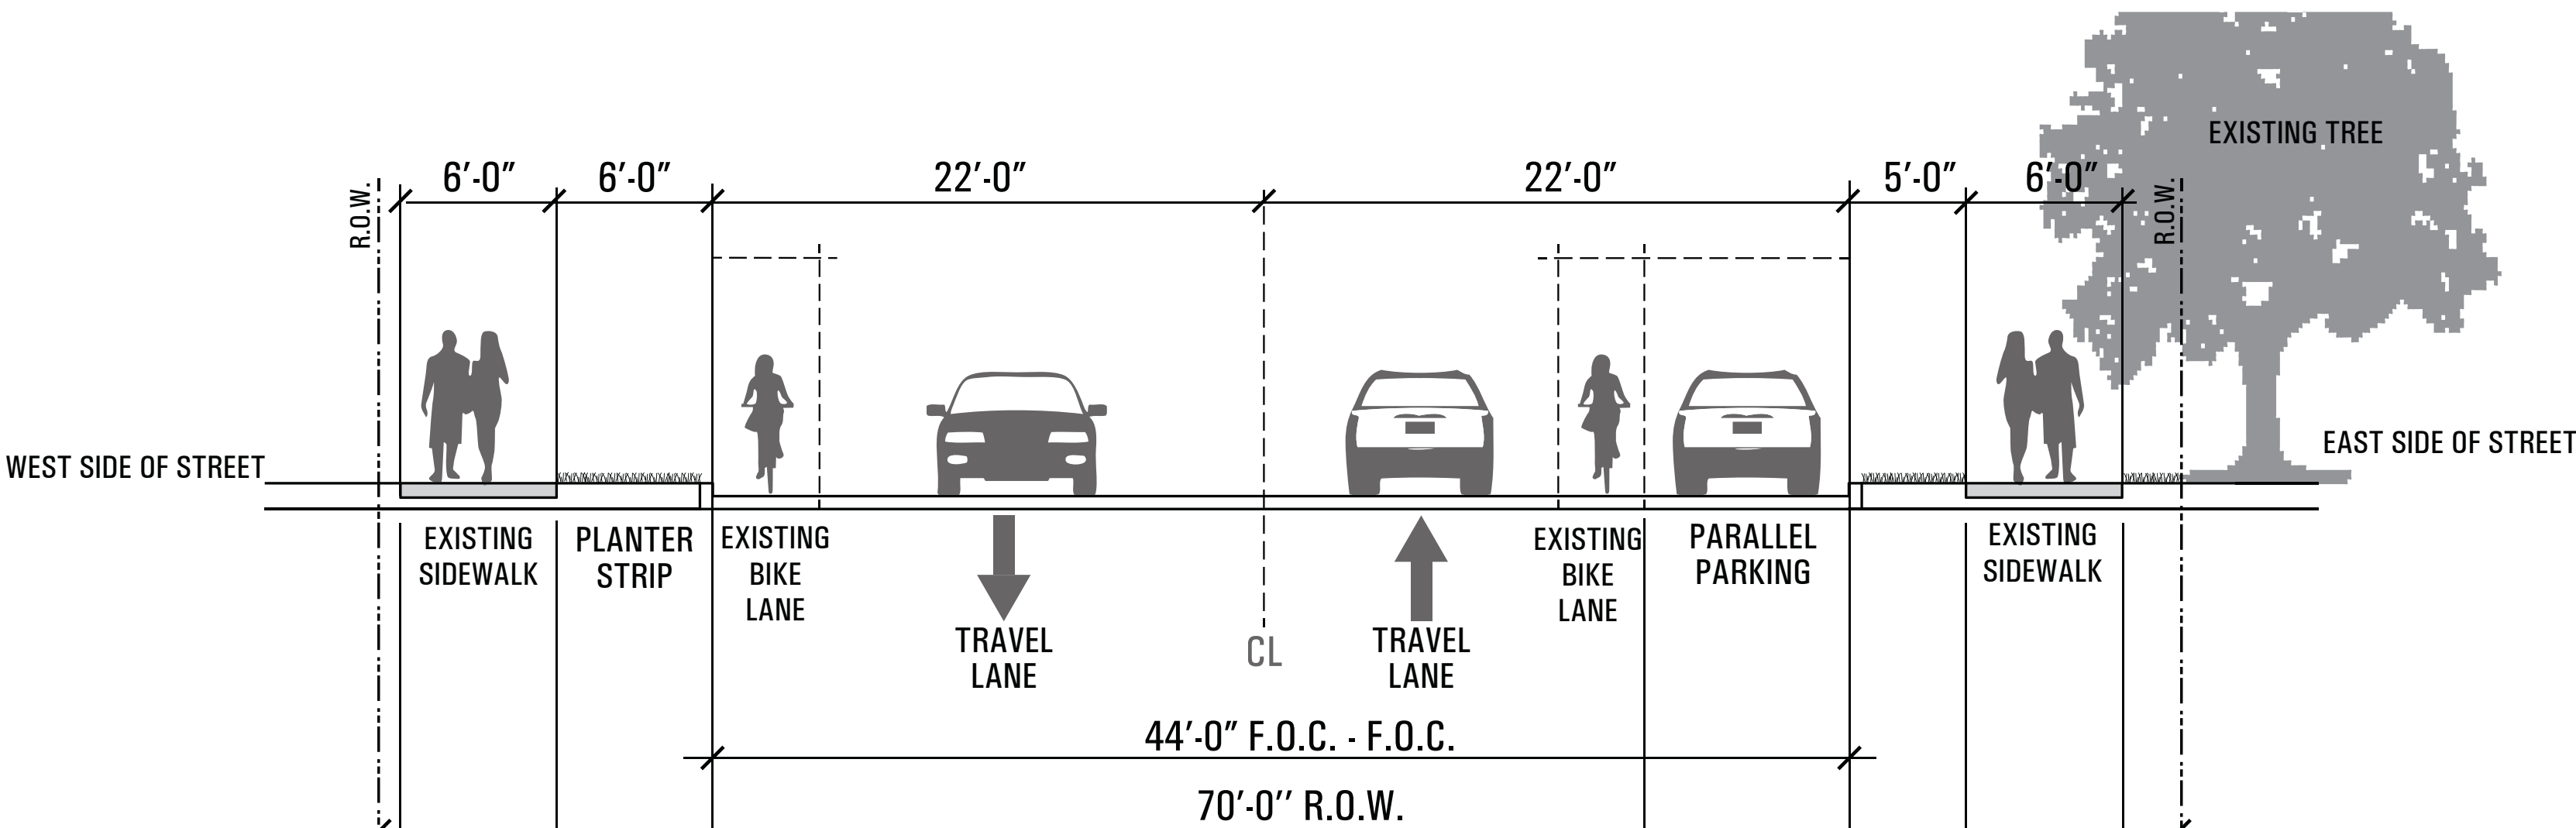 EXISTING TREE
6’-0”
6’-0”
22’-0”
22’-0”
5’-0”
6’-0”
R.O.W.
R.O.W.
WEST SIDE OF STREET
EAST SIDE OF STREET
EXISTING
SIDEWALK
PLANTER
STRIP
EXISTING
BIKE
LANE
TRAVEL
LANE
CL
TRAVEL
LANE
EXISTING
BIKE
LANE
PARALLEL
PARKING
EXISTING
SIDEWALK
44’-0” F.O.C. - F.O.C.
70’-0’’ R.O.W.